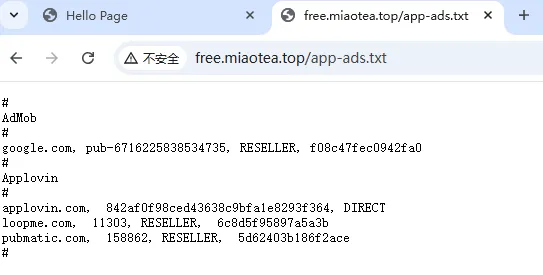 Hello Page
free.miaotea.top/app-ads.txt
不安全
free.miaotea.top/app-ads.txt
#
AdMob
#
google.com, pub-6716225838534735, RESELLER, f08c47fec0942fa0
#
Applovin
#
applovin.com, 842af0f98ced43638c9bfa1e8293f364, DIRECT
loopme.com, 11303, RESELLER, 6c8d5f95897a5a3b
pubmatic.com, 158862, RESELLER, 5d62403b186f2ace
#